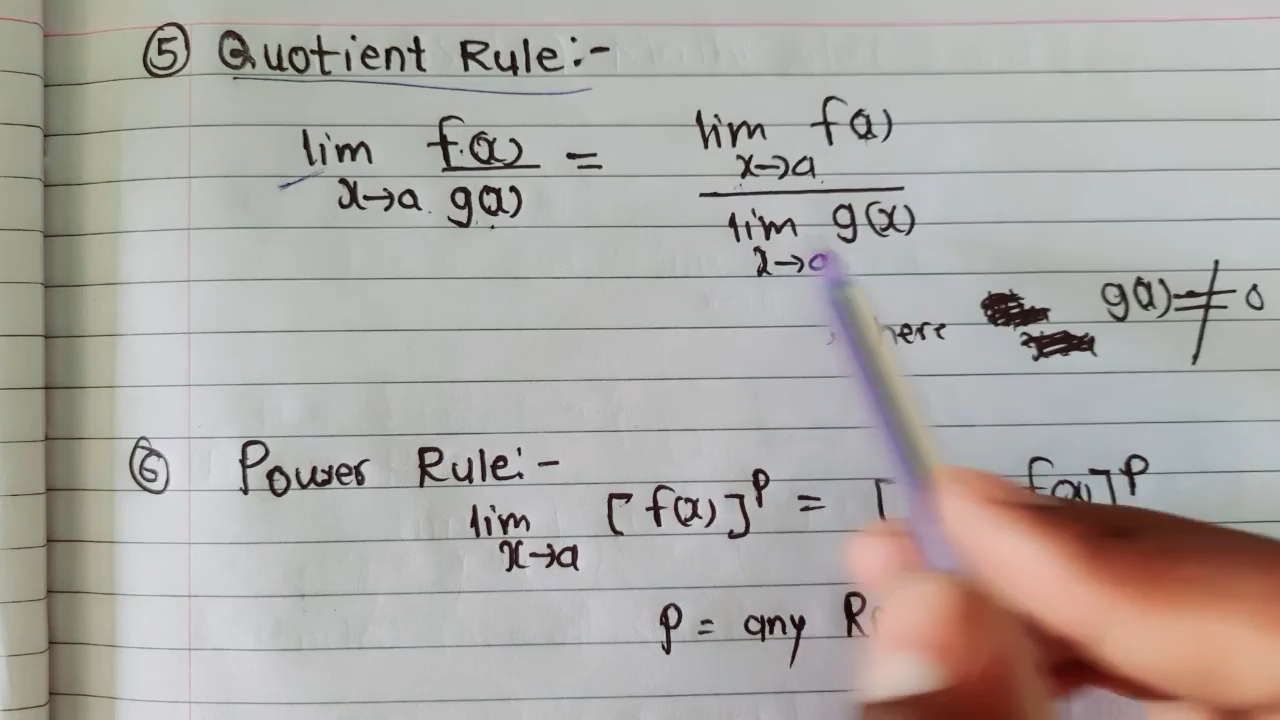 ⑤ Quotient Rule:-
lim x→a f(x)/g(x) = lim x→a f(x) / lim x→a g(x)
g(x) ≠ 0
⑥ Power Rule:-
lim x→a [f(x)]^p = [ f(x)]^p
p = any